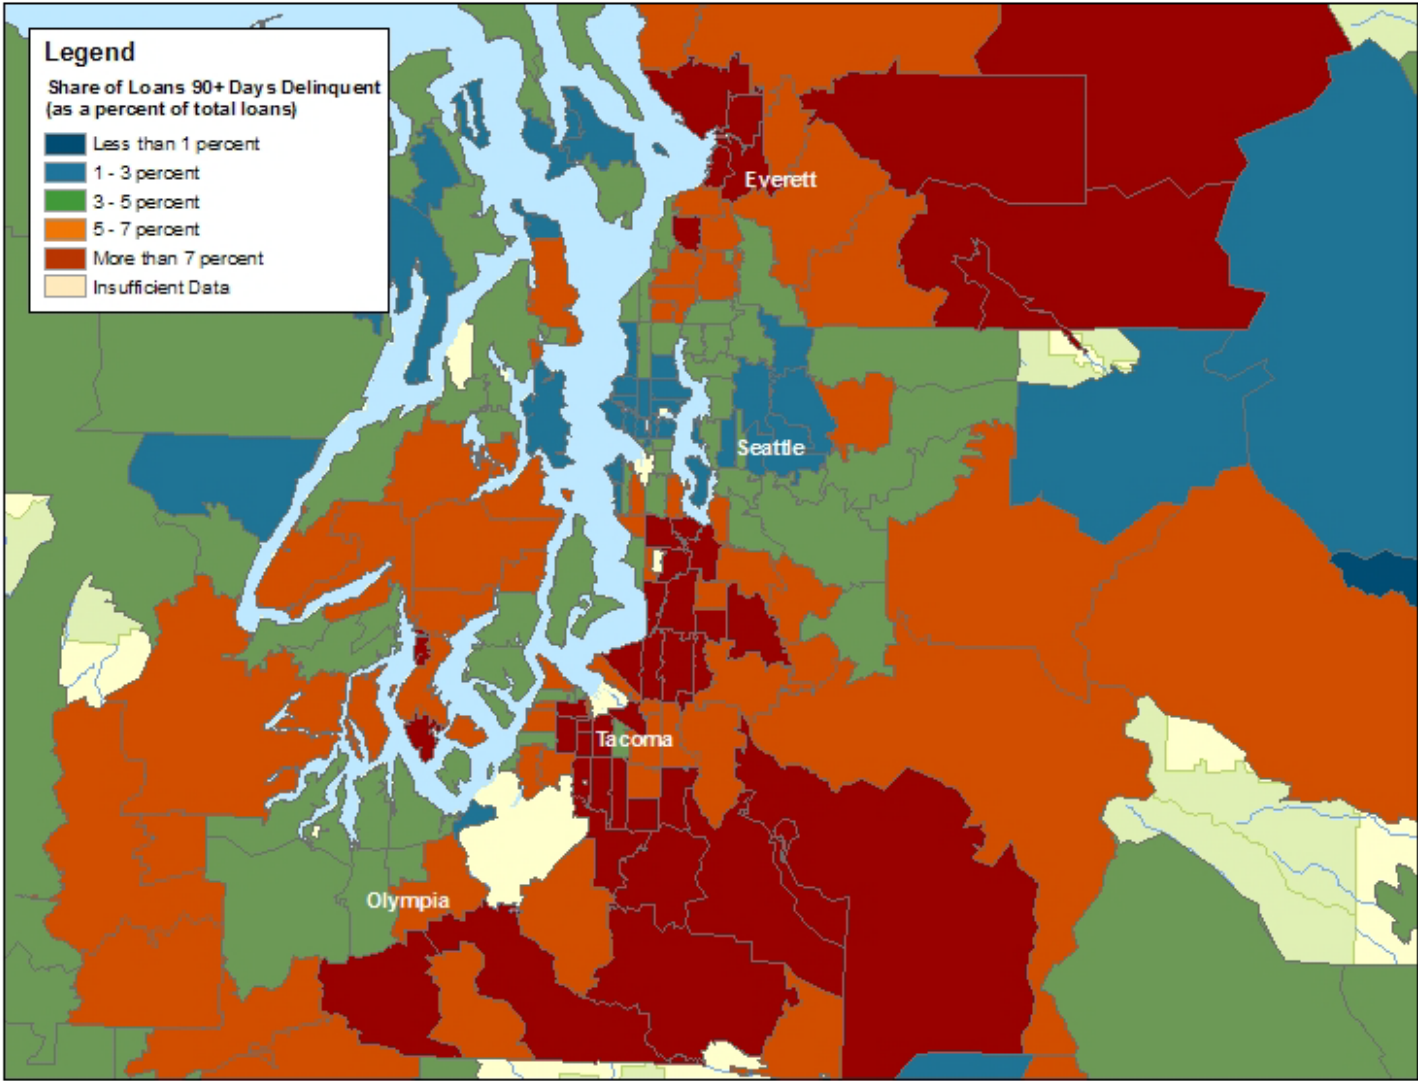 Legend
Share of Loans 90+ Days Delinquent
(as a percent of total loans)
Less than 1 percent
1 - 3 percent
3 - 5 percent
5 - 7 percent
More than 7 percent
Insufficient Data
Everett
Seattle
Tacoma
Olympia